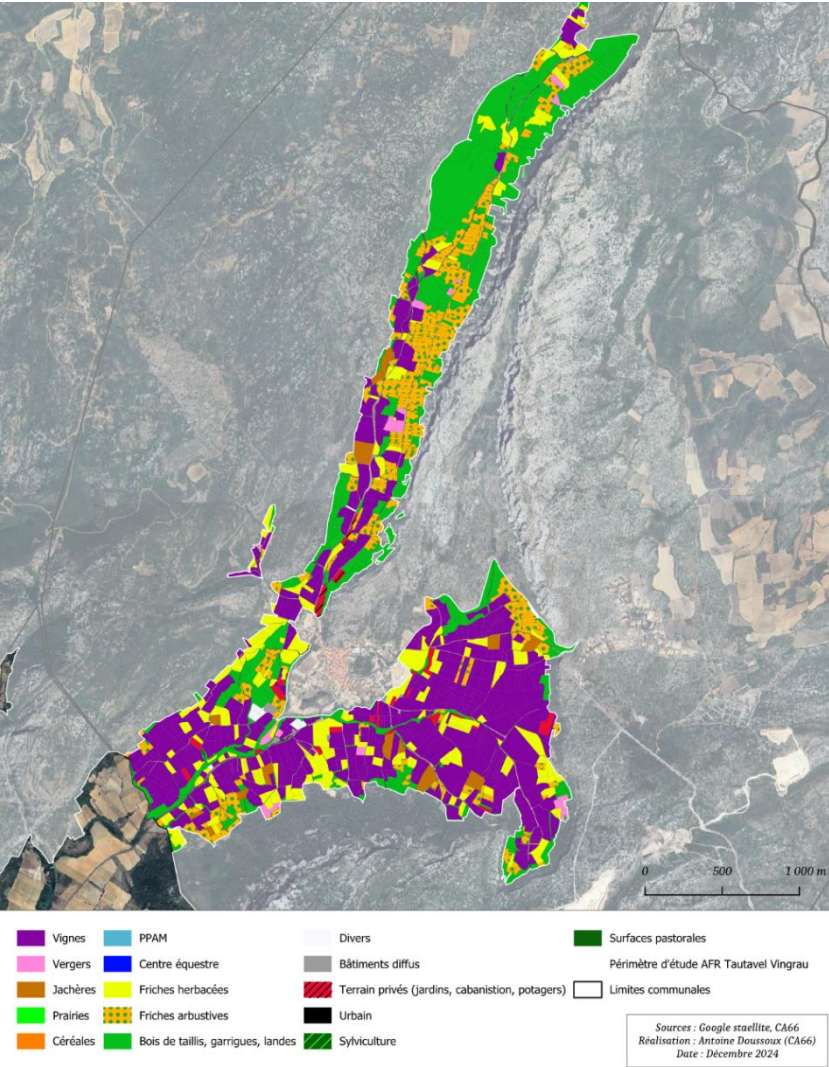 0 500 1 000 m
Vignes
Vergers
Jachères
Prairies
Céréales
PPAM
Centre équestre
Friches herbacées
Friches arbustives
Bois de taillis, garrigues, landes
Divers
Bâtiments diffus
Terrain privés (jardins, cabanistion, potagers)
Urbain
Sylviculture
Surfaces pastorales
Périmètre d'étude AFR Tautavel Vingrau
Limites communales
Sources : Google staellite, CA66
Réalisation : Antoine Doussoux (CA66)
Date : Décembre 2024